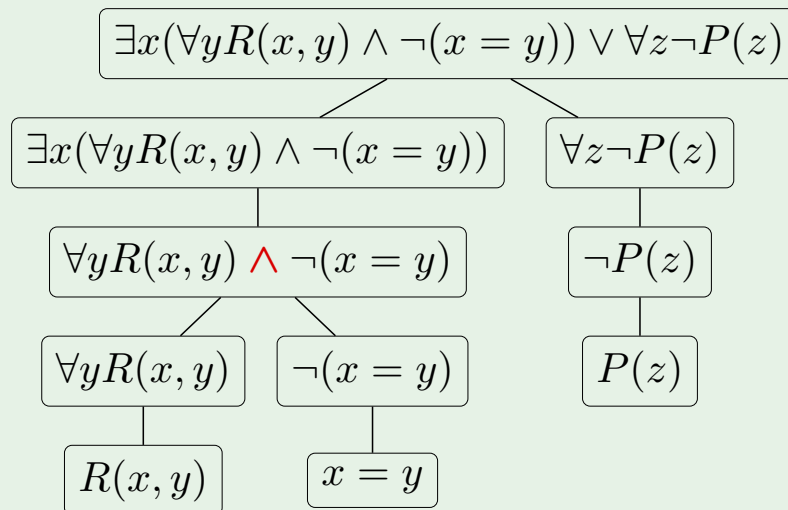 ∃x(∀yR(x, y) ∧ ¬(x = y)) ∨ ∀z¬P(z)
∃x(∀yR(x, y) ∧ ¬(x = y))
∀z¬P(z)
∀yR(x, y) ∧ ¬(x = y)
¬P(z)
∀yR(x, y)
¬(x = y)
P(z)
R(x, y)
x = y